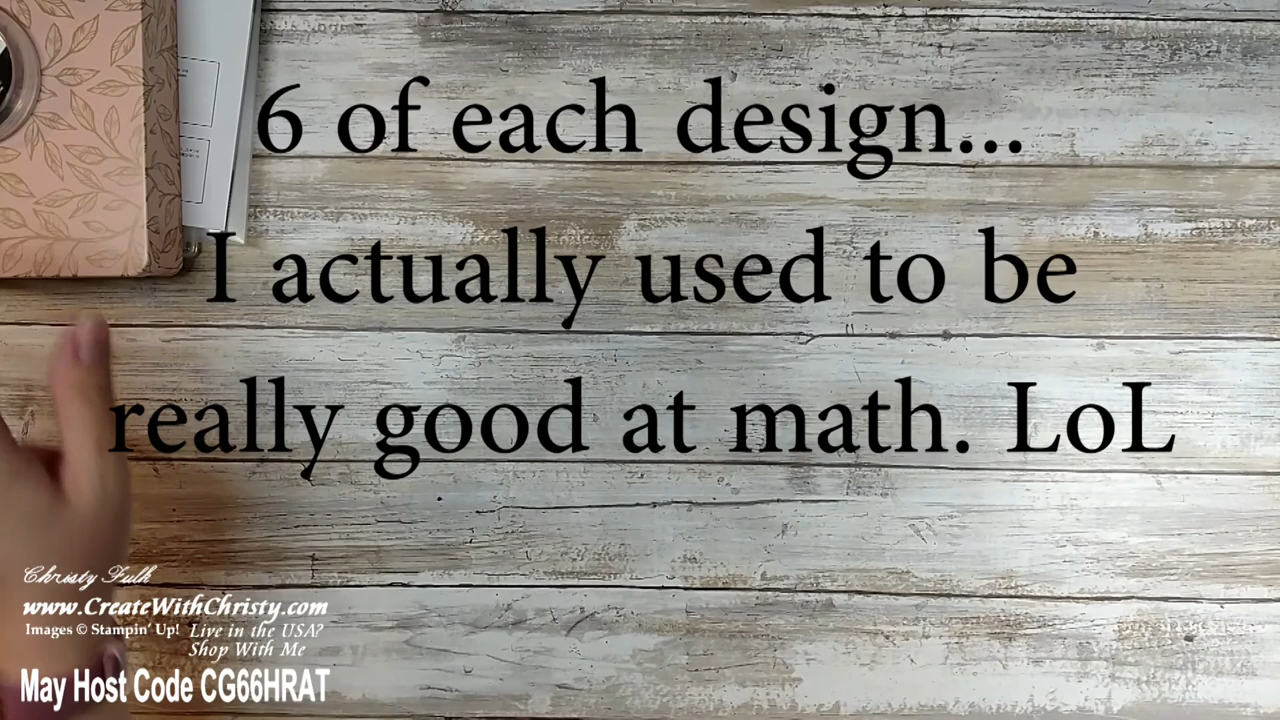 6 of each design...
I actually used to be
really good at math. LoL
Christy Fulk
www.CreateWithChristy.com
Images © Stampin' Up! Live in the USA?
Shop With Me
May Host Code CG66HRAT